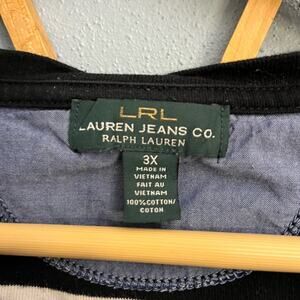 LRL
LAUREN JEANS CO.
RALPH LAUREN
3X
MADE IN
VIETNAM
FAIT AU
VIETNAM
100% COTTON/
COTON